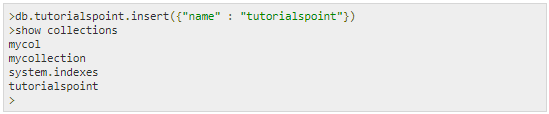 >db.tutorialspoint.insert({"name" : "tutorialspoint"})
>show collections
mycol
mycollection
system.indexes
tutorialspoint
>